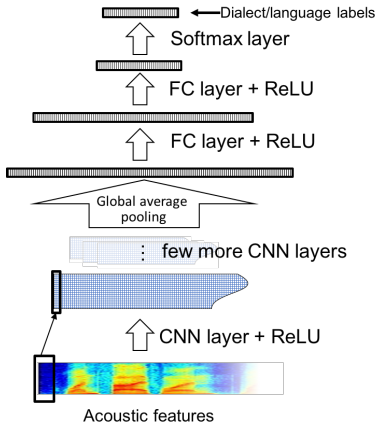 Dialect/language labels
Softmax layer
FC layer + ReLU
FC layer + ReLU
Global average
pooling
few more CNN layers
CNN layer + ReLU
Acoustic features